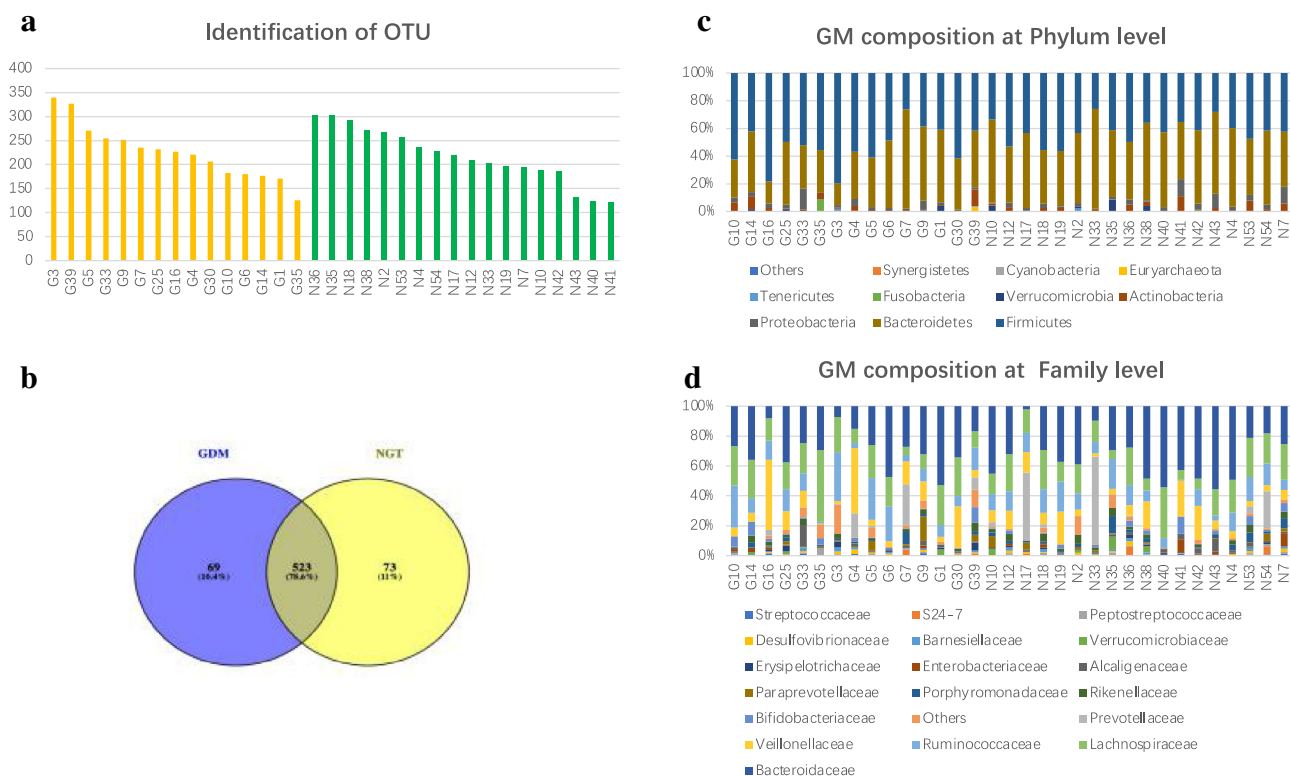 a
Identification of OTU
400
350
300
250
200
150
100
50
0
G3 G39 G5 G33 G9 G7 G25 G16 G4 G30 G10 G6 G14 G1 G35 N36 N35 N18 N38 N2 N53 N4 N54 N17 N12 N33 N19 N7 N10 N42 N43 N40 N41
b
GDM NGT
69 523 73
(10.4%) (78.6%) (11%)
c
GM composition at Phylum level
100%
80%
60%
40%
20%
0%
G10 G14 G16 G25 G33 G35 G3 G4 G5 G6 G7 G9 G1 G30 G39 N10 N12 N17 N18 N19 N2 N33 N35 N36 N38 N40 N41 N42 N43 N4 N53 N54 N7
Others Synergistetes Cyanobacteria Euryarchaeota
Tenericutes Fusobacteria Verrucomicrobia Actinobacteria
Proteobacteria Bacteroidetes Firmicutes
d
GM composition at Family level
100%
80%
60%
40%
20%
0%
G10 G14 G16 G25 G33 G35 G3 G4 G5 G6 G7 G9 G1 G30 G39 N10 N12 N17 N18 N19 N2 N33 N35 N36 N38 N40 N41 N42 N43 N4 N53 N54 N7
Streptococcaceae S24-7 Peptostreptococcaceae
Desulfovibrionaceae Barnesiellaceae Verrucomicrobiaceae
Erysipelotrichaceae Enterobacteriaceae Alcaligenaceae
Paraprevotellaceae Porphyromonadaceae Rikenellaceae
Bifidobacteriaceae Others Prevotellaceae
Veillonellaceae Ruminococcaceae Lachnospiraceae
Bacteroidaceae